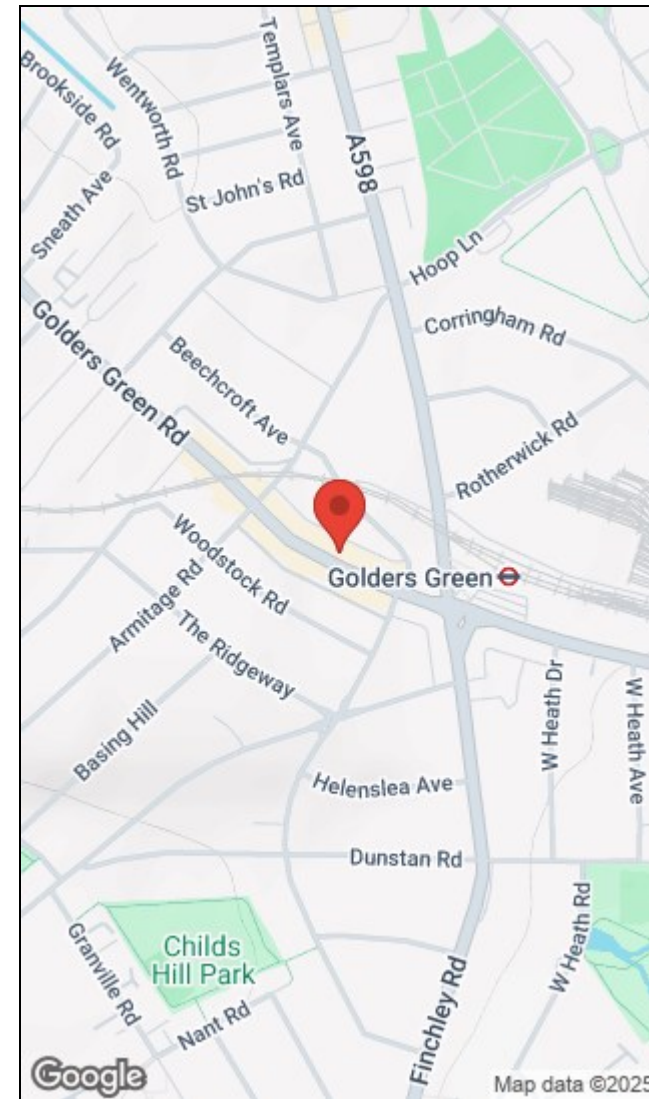 Brookside Rd
Wentworth Rd
Templars Ave
A598
Sneath Ave
St John's Rd
Hoop Ln
Golders Green Rd
Corringham Rd
Beechcroft Ave
Rotherwick Rd
Woodstock Rd
Golders Green
Armitage Rd
The Ridgeway
Basing Hill
W Heath Dr
W Heath Ave
Helenslea Ave
Dunstan Rd
W Heath Rd
Childs
Hill Park
Granville Rd
Nant Rd
Finchley Rd
Google
Map data ©2025